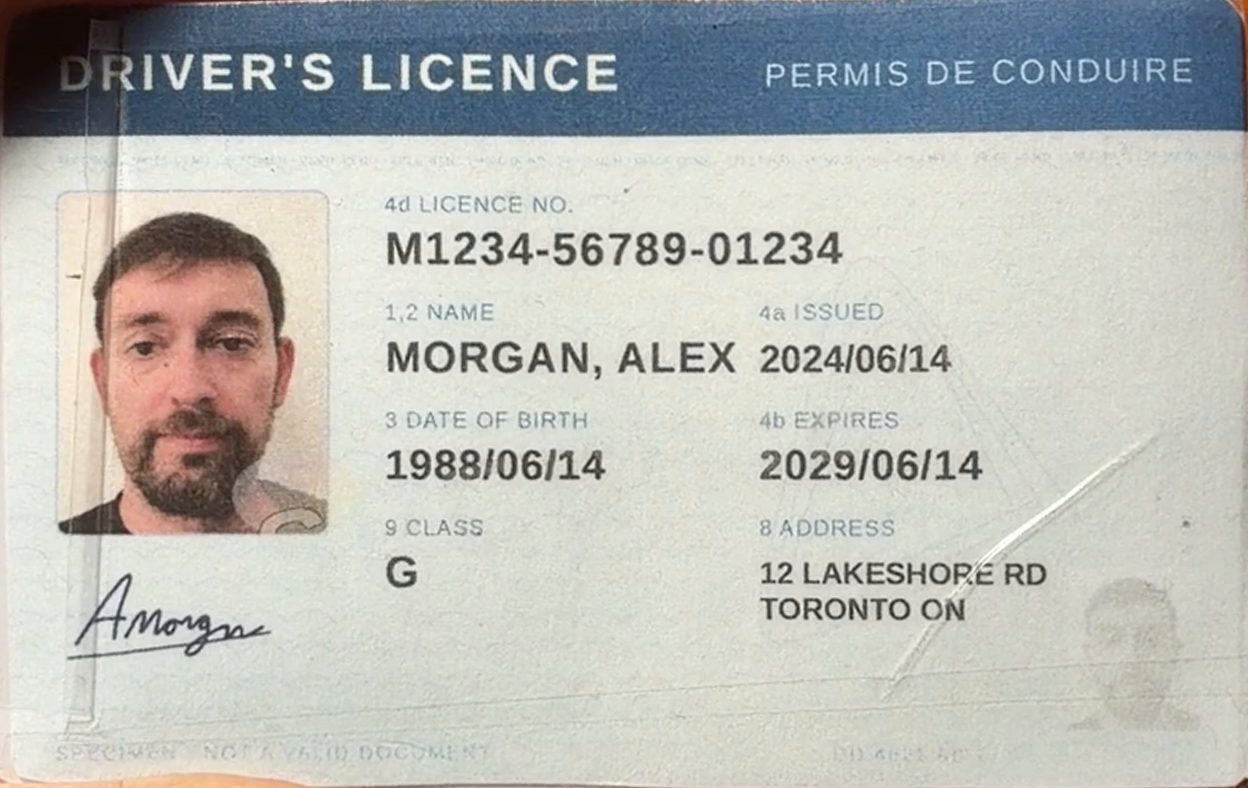 DRIVER'S LICENCE
PERMIS DE CONDUIRE
4d LICENCE NO.
M1234-56789-01234
1,2 NAME
MORGAN, ALEX
4a ISSUED
2024/06/14
3 DATE OF BIRTH
1988/06/14
4b EXPIRES
2029/06/14
9 CLASS
G
8 ADDRESS
12 LAKESHORE RD
TORONTO ON
AMorgan
SPECIMEN NOT A VALID DOCUMENT